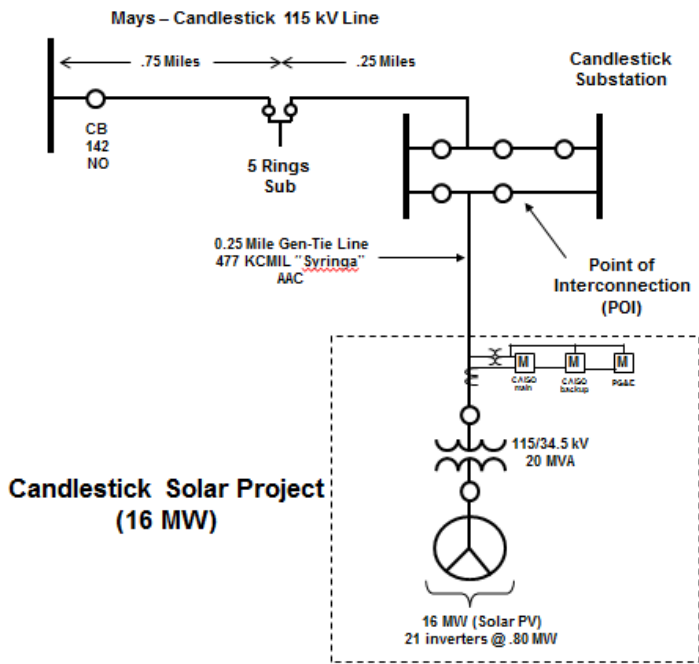 Mays – Candlestick 115 kV Line
.75 Miles
.25 Miles
Candlestick
Substation
CB
142
NO
5 Rings
Sub
0.25 Mile Gen-Tie Line
477 KCMIL "Syringa"
AAC
Point of
Interconnection
(POI)
M
M
M
CAISO
main
CAISO
backup
PG&E
115/34.5 kV
20 MVA
Candlestick Solar Project
(16 MW)
16 MW (Solar PV)
21 inverters @ .80 MW